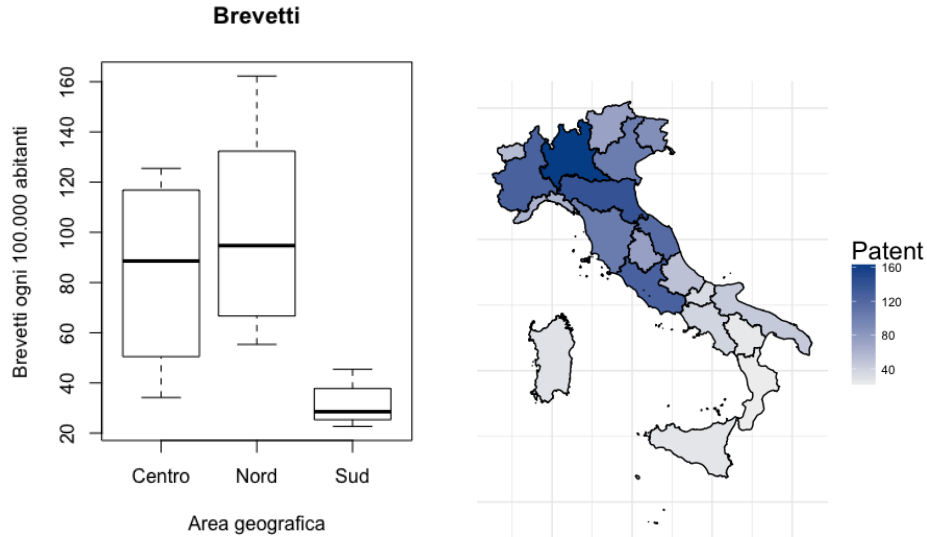 Brevetti
Brevetti ogni 100.000 abitanti
160
140
120
100
80
60
40
20
Centro Nord Sud
Area geografica
Patent
160
120
80
40